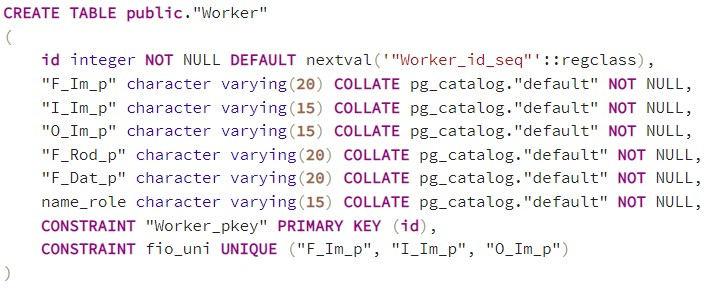 CREATE TABLE public."Worker"
(
    id integer NOT NULL DEFAULT nextval('"Worker_id_seq"'::regclass),
    "F_Im_p" character varying(20) COLLATE pg_catalog."default" NOT NULL,
    "I_Im_p" character varying(15) COLLATE pg_catalog."default" NOT NULL,
    "O_Im_p" character varying(15) COLLATE pg_catalog."default" NOT NULL,
    "F_Rod_p" character varying(20) COLLATE pg_catalog."default" NOT NULL,
    "F_Dat_p" character varying(20) COLLATE pg_catalog."default" NOT NULL,
    name_role character varying(15) COLLATE pg_catalog."default" NOT NULL,
    CONSTRAINT "Worker_pkey" PRIMARY KEY (id),
    CONSTRAINT fio_uni UNIQUE ("F_Im_p", "I_Im_p", "O_Im_p")
)